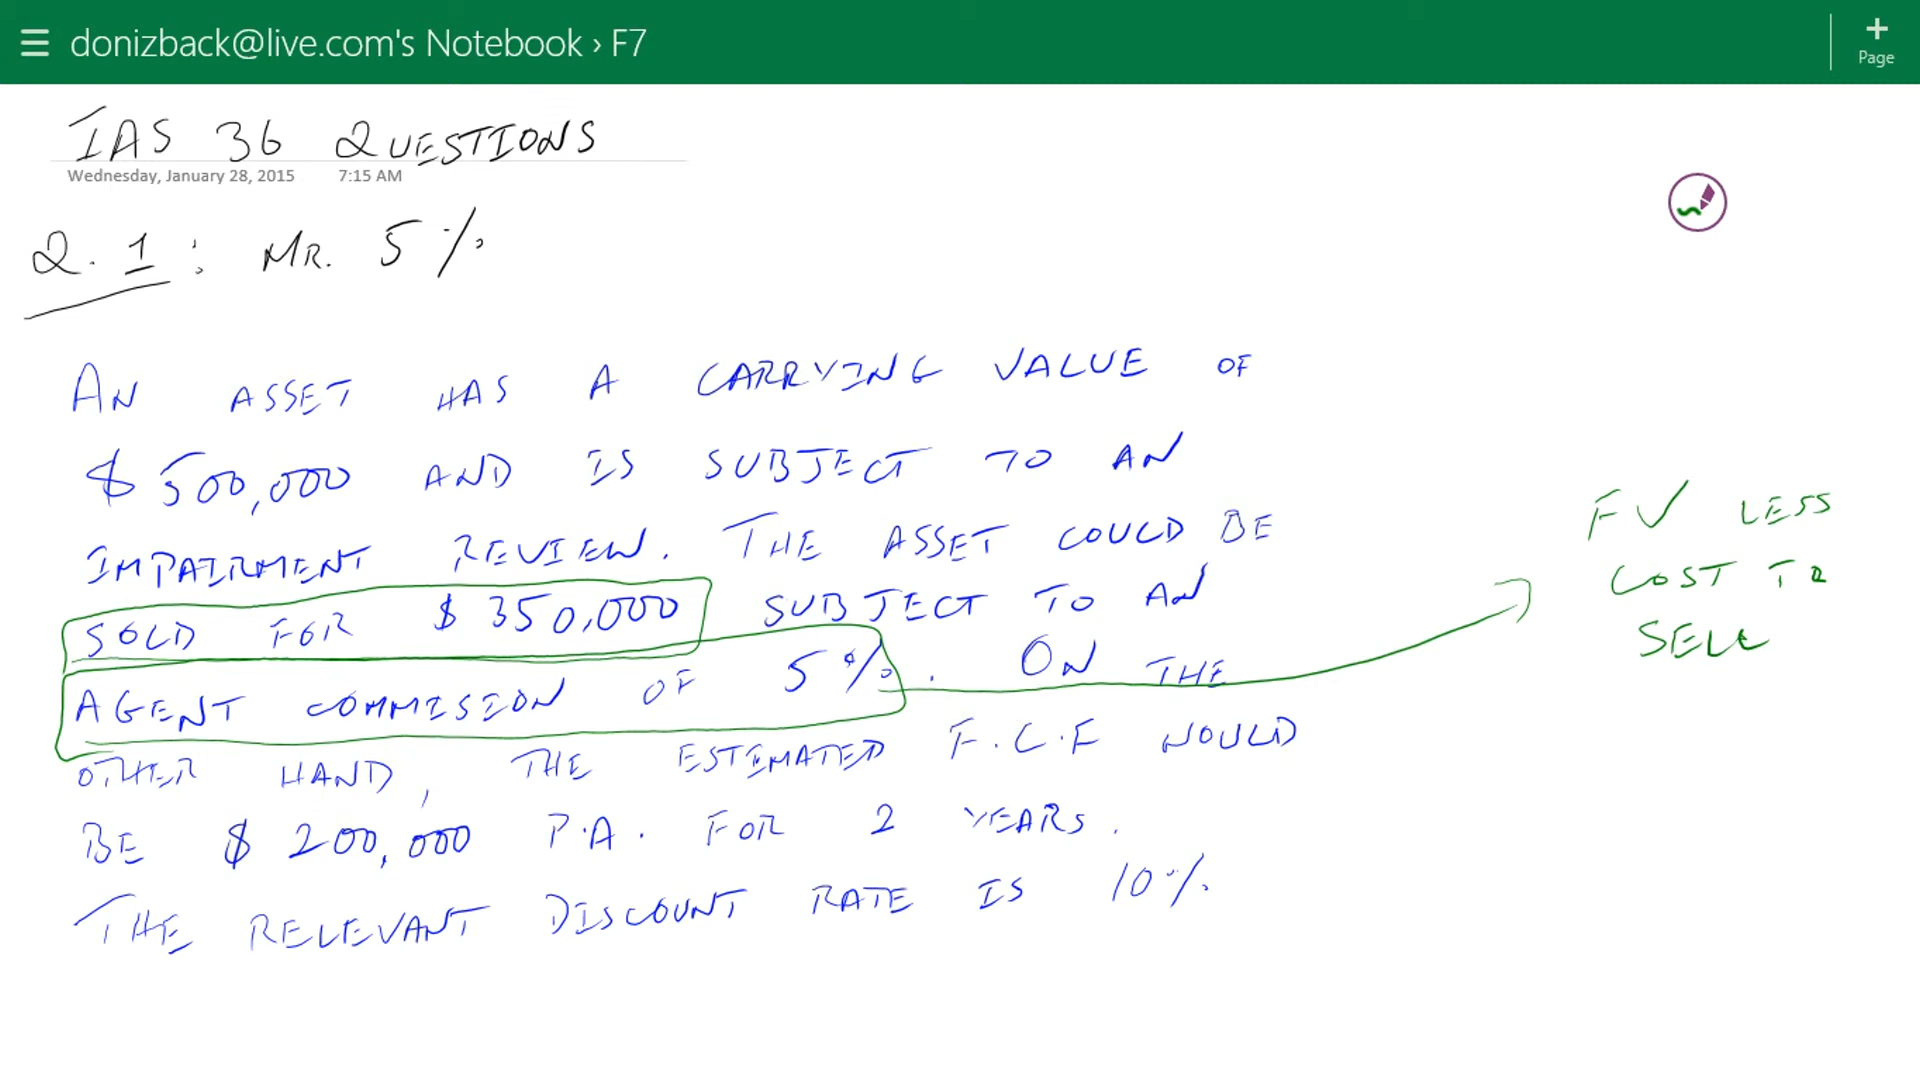 donizback@live.com's Notebook › F7
Page
IAS 36 QUESTIONS
Wednesday, January 28, 2015 7:15 AM
Q. 1 : MR. 5%
AN ASSET HAS A CARRYING VALUE OF
$ 500,000 AND IS SUBJECT TO AN
IMPAIRMENT REVIEW. THE ASSET COULD BE
SOLD FOR $ 350,000 SUBJECT TO AN
AGENT COMMISION OF 5%. ON THE
OTHER HAND, THE ESTIMATED F.C.F WOULD
BE $ 200,000 P.A. FOR 2 YEARS.
THE RELEVANT DISCOUNT RATE IS 10%
FV LESS
COST TO
SELL